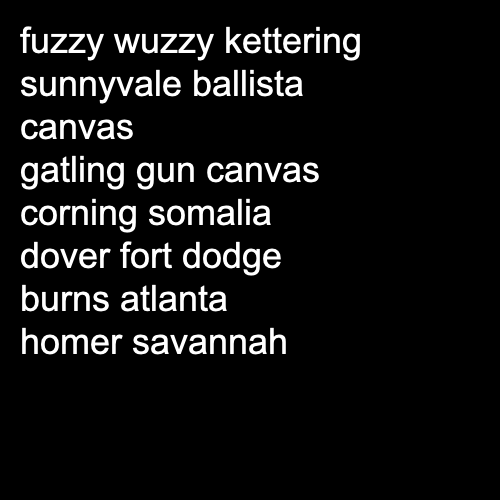 fuzzy wuzzy kettering
sunnyvale ballista
canvas
gatling gun canvas
corning somalia
dover fort dodge
burns atlanta
homer savannah